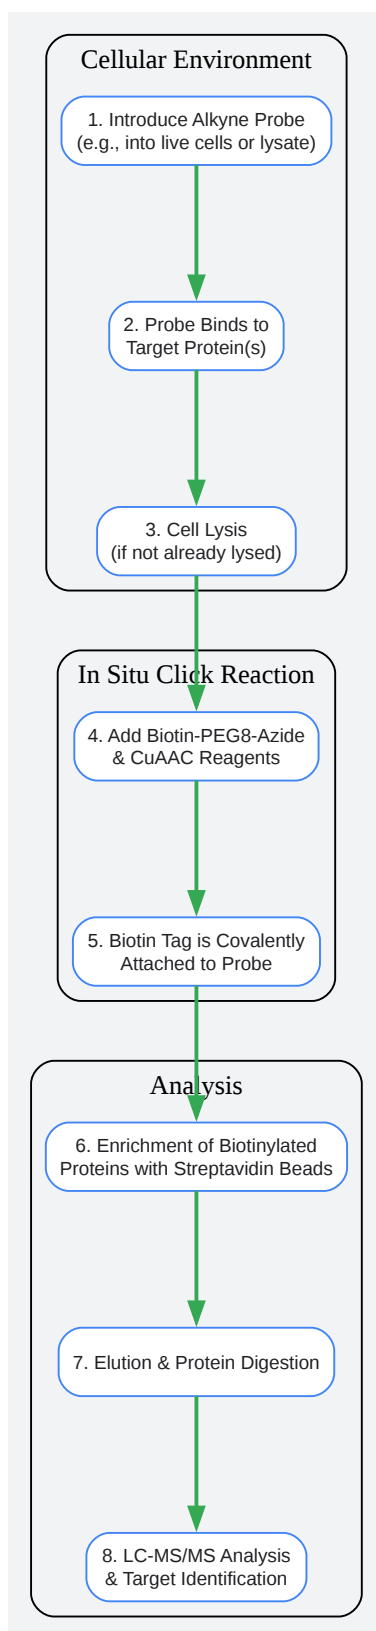 Cellular Environment
1. Introduce Alkyne Probe
(e.g., into live cells or lysate)
2. Probe Binds to
Target Protein(s)
3. Cell Lysis
(if not already lysed)
In Situ Click Reaction
4. Add Biotin-PEG8-Azide
& CuAAC Reagents
5. Biotin Tag is Covalently
Attached to Probe
Analysis
6. Enrichment of Biotinylated
Proteins with Streptavidin Beads
7. Elution & Protein Digestion
8. LC-MS/MS Analysis
& Target Identification